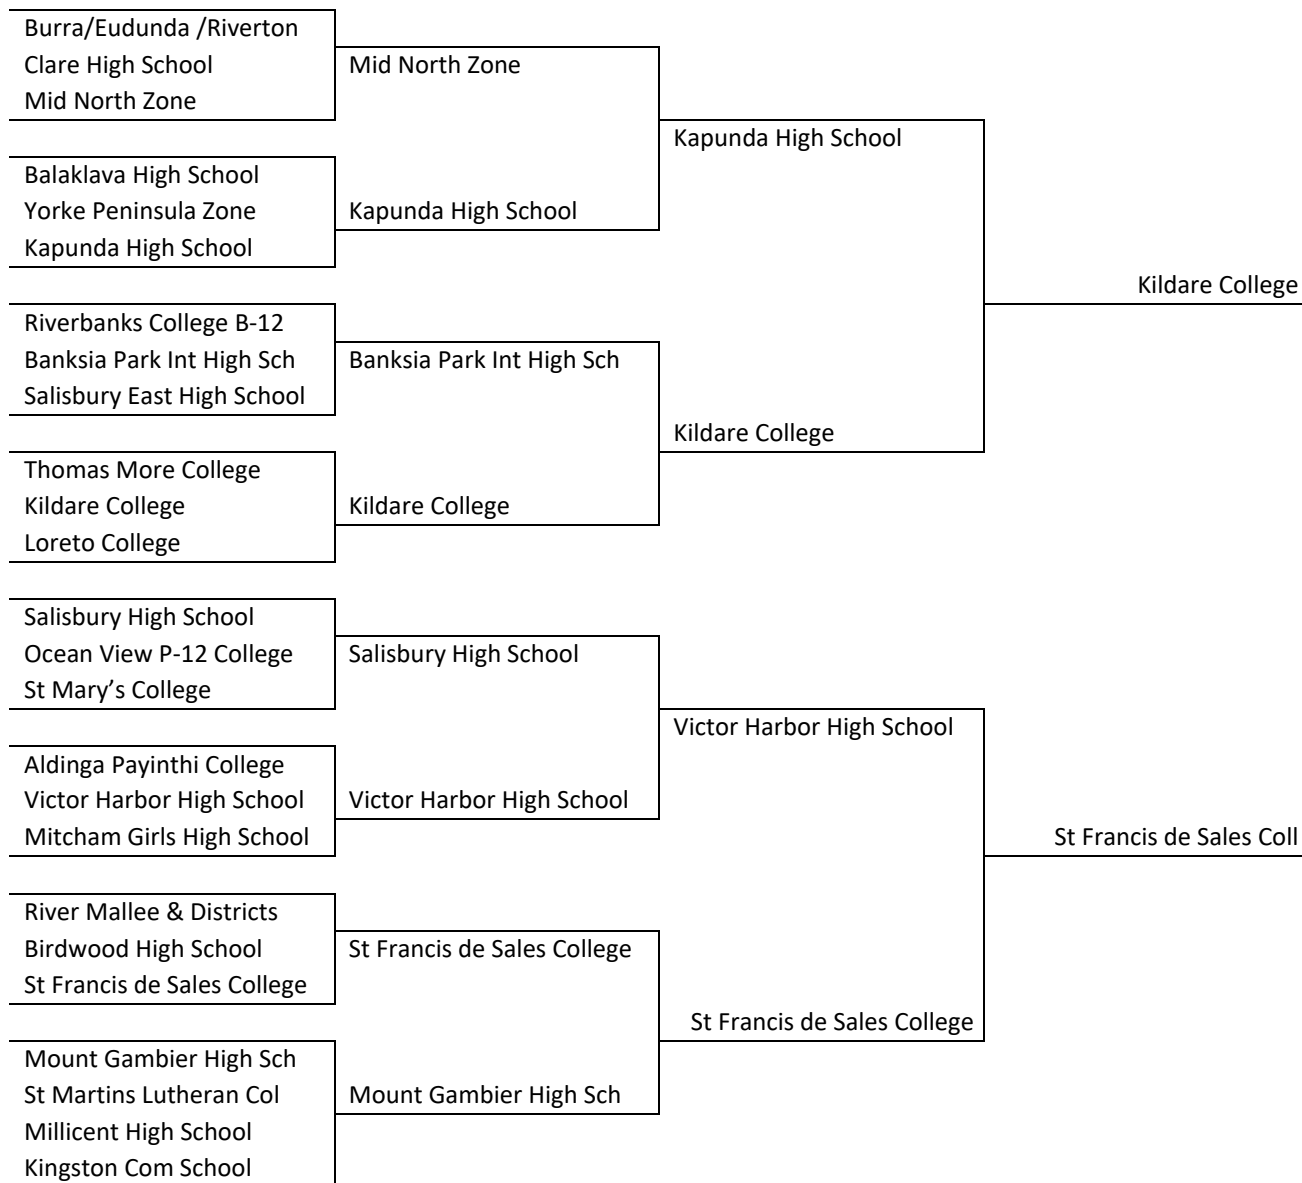 Burra/Eudunda /Riverton
Clare High School
Mid North Zone
Mid North Zone
Kapunda High School
Balaklava High School
Yorke Peninsula Zone
Kapunda High School
Kapunda High School
Kildare College
Riverbanks College B-12
Banksia Park Int High Sch
Banksia Park Int High Sch
Salisbury East High School
Kildare College
Thomas More College
Kildare College
Kildare College
Loreto College
Salisbury High School
Ocean View P-12 College
Salisbury High School
St Mary’s College
Victor Harbor High School
Aldinga Payinthi College
Victor Harbor High School
Victor Harbor High School
Mitcham Girls High School
St Francis de Sales Coll
River Mallee & Districts
Birdwood High School
St Francis de Sales College
St Francis de Sales College
St Francis de Sales College
Mount Gambier High Sch
St Martins Lutheran Col
Mount Gambier High Sch
Millicent High School
Kingston Com School